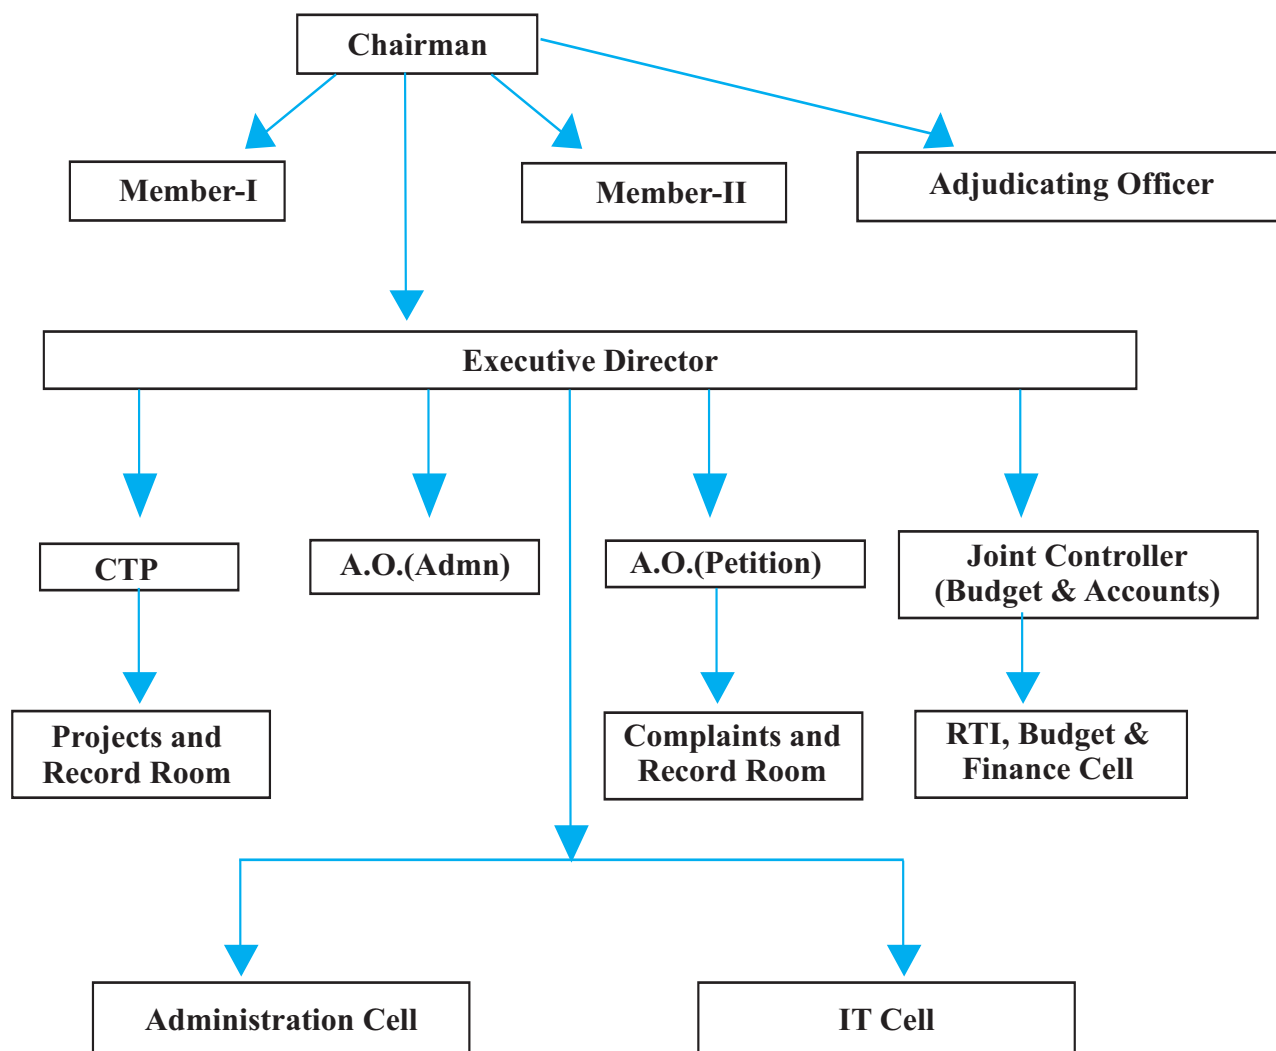 Chairman
Member-I
Member-II
Adjudicating Officer
Executive Director
CTP
A.O.(Admn)
A.O.(Petition)
Joint Controller
(Budget & Accounts)
Projects and
Record Room
Complaints and
Record Room
RTI, Budget &
Finance Cell
Administration Cell
IT Cell